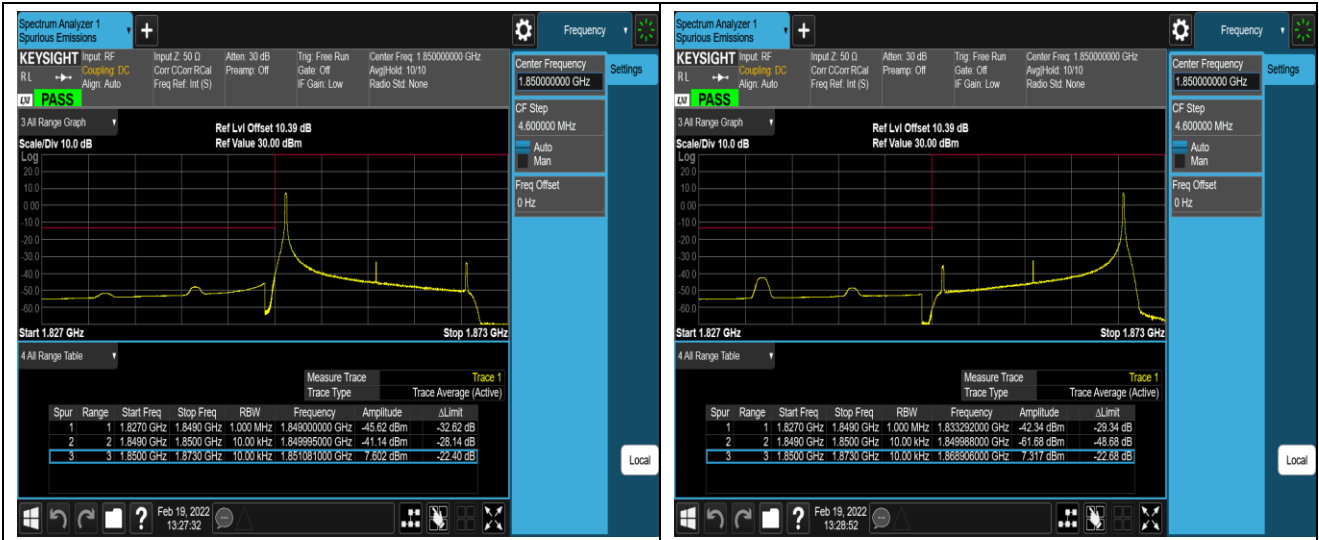 Spectrum Analyzer 1
Spurious Emissions
+
Frequency
KEYSIGHT Input: RF Input Z: 50 Ω Atten: 30 dB Trig: Free Run Center Freq: 1.850000000 GHz
R L Coupling: DC Corr CCorr RCal Preamp: Off Gate: Off Avg|Hold: 10/10
Align: Auto Freq Ref: Int (S) IF Gain: Low Radio Std: None
LXI PASS
Center Frequency
1.850000000 GHz
Settings
CF Step
4.600000 MHz
Auto
Man
Freq Offset
0 Hz
3 All Range Graph
Ref Lvl Offset 10.39 dB
Scale/Div 10.0 dB Ref Value 30.00 dBm
Log
20.0
10.0
0.00
-10.0
-20.0
-30.0
-40.0
-50.0
-60.0
Start 1.827 GHz Stop 1.873 GHz
4 All Range Table
Measure Trace Trace 1
Trace Type Trace Average (Active)
Spur Range Start Freq Stop Freq RBW Frequency Amplitude ΔLimit
1 1 1.8270 GHz 1.8490 GHz 1.000 MHz 1.849000000 GHz -45.62 dBm -32.62 dB
2 2 1.8490 GHz 1.8500 GHz 10.00 kHz 1.849995000 GHz -41.14 dBm -28.14 dB
3 3 1.8500 GHz 1.8730 GHz 10.00 kHz 1.851081000 GHz 7.602 dBm -22.40 dB
Local
? Feb 19, 2022
13:27:32
Spectrum Analyzer 1
Spurious Emissions
+
Frequency
KEYSIGHT Input: RF Input Z: 50 Ω Atten: 30 dB Trig: Free Run Center Freq: 1.850000000 GHz
R L Coupling: DC Corr CCorr RCal Preamp: Off Gate: Off Avg|Hold: 10/10
Align: Auto Freq Ref: Int (S) IF Gain: Low Radio Std: None
LXI PASS
Center Frequency
1.850000000 GHz
Settings
CF Step
4.600000 MHz
Auto
Man
Freq Offset
0 Hz
3 All Range Graph
Ref Lvl Offset 10.39 dB
Scale/Div 10.0 dB Ref Value 30.00 dBm
Log
20.0
10.0
0.00
-10.0
-20.0
-30.0
-40.0
-50.0
-60.0
Start 1.827 GHz Stop 1.873 GHz
4 All Range Table
Measure Trace Trace 1
Trace Type Trace Average (Active)
Spur Range Start Freq Stop Freq RBW Frequency Amplitude ΔLimit
1 1 1.8270 GHz 1.8490 GHz 1.000 MHz 1.833292000 GHz -42.34 dBm -29.34 dB
2 2 1.8490 GHz 1.8500 GHz 10.00 kHz 1.849988000 GHz -61.68 dBm -48.68 dB
3 3 1.8500 GHz 1.8730 GHz 10.00 kHz 1.868906000 GHz 7.317 dBm -22.68 dB
Local
? Feb 19, 2022
13:28:52